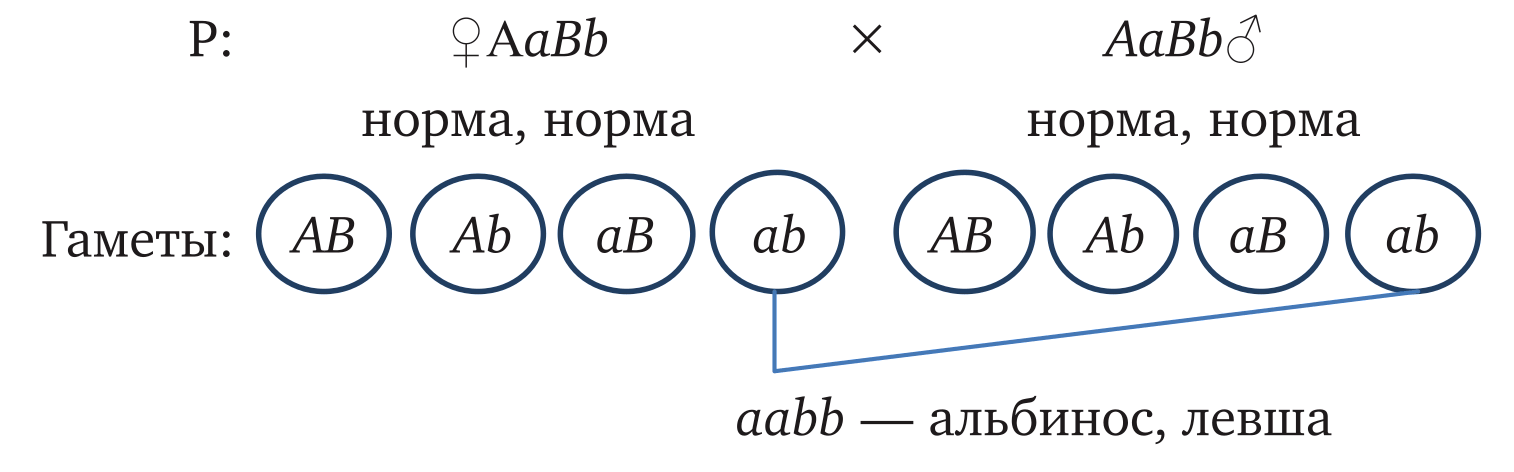 P: ♀AaBb × AaBb♂
норма, норма норма, норма
Гаметы: AB Ab aB ab AB Ab aB ab
aabb — альбинос, левша